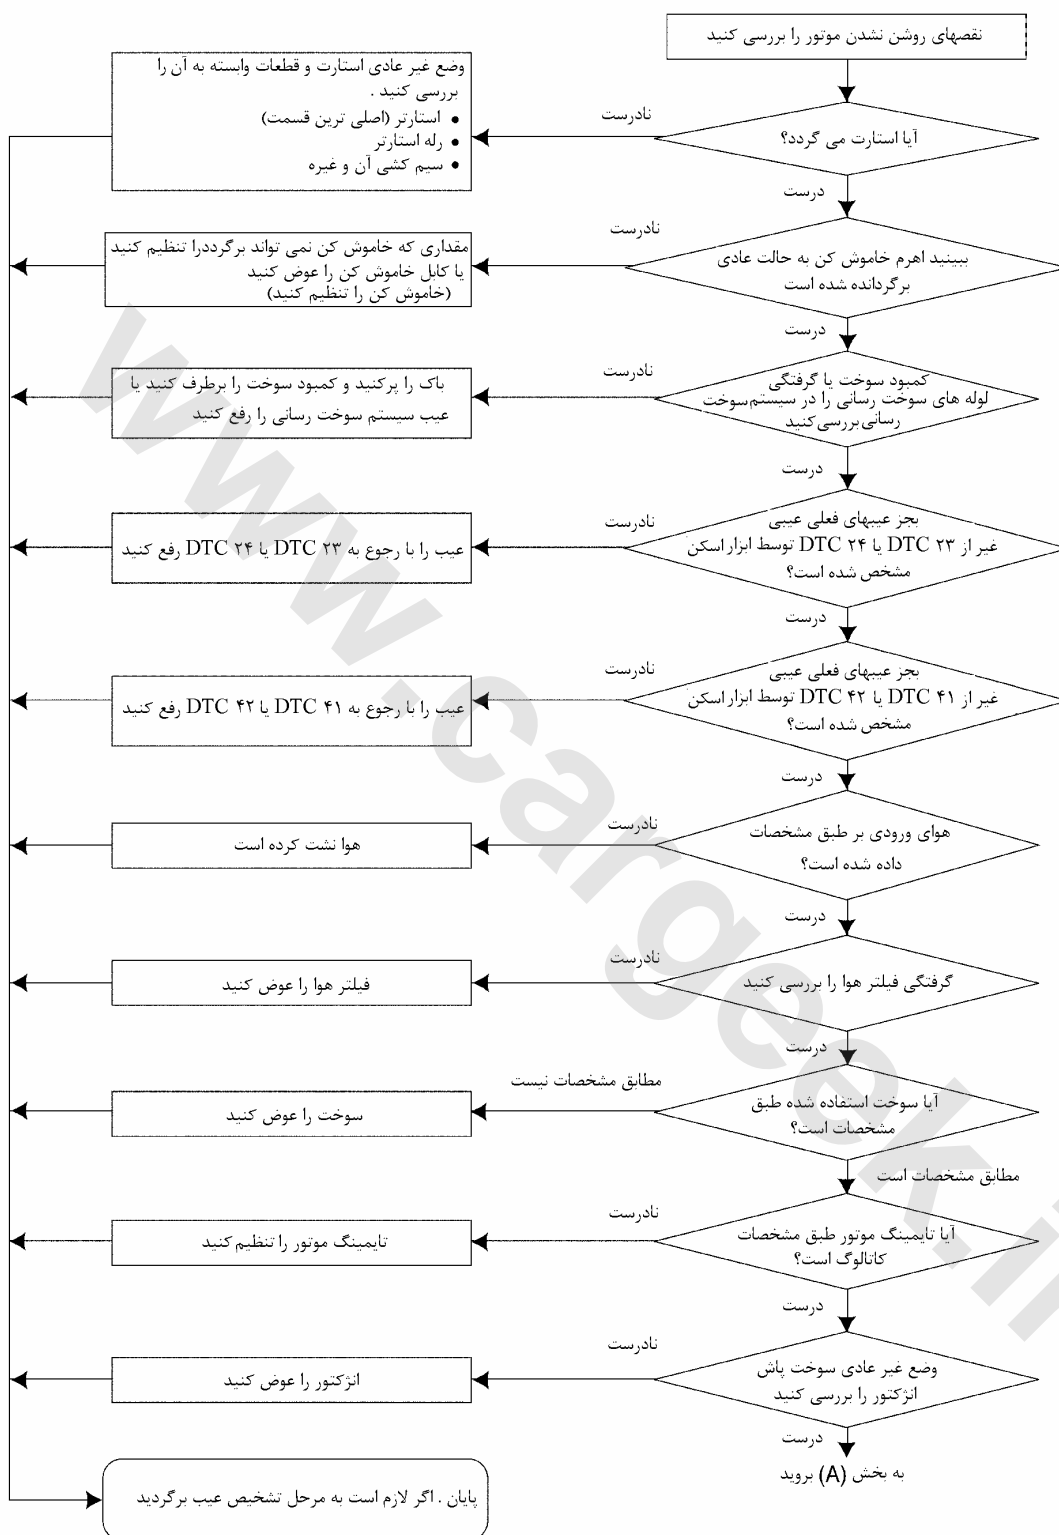 نقصهای روشن نشدن موتور را بررسی کنید
آیا استارت می گردد؟
نادرست
وضع غیر عادی استارت و قطعات وابسته به آن را
بررسی کنید .
• استارتر (اصلی ترین قسمت)
• رله استارتر
• سیم کشی آن و غیره
درست
ببینید اهرم خاموش کن به حالت عادی
برگردانده شده است
نادرست
مقداری که خاموش کن نمی تواند برگرددرا تنظیم کنید
یا کابل خاموش کن را عوض کنید
(خاموش کن را تنظیم کنید)
درست
کمبود سوخت یا گرفتگی
لوله های سوخت رسانی را در سیستم سوخت
رسانی بررسی کنید
نادرست
باک را پرکنید و کمبود سوخت را برطرف کنید یا
عیب سیستم سوخت رسانی را رفع کنید
درست
بجز عیبهای فعلی عیبی
غیر از DTC ۲۳ یا DTC ۲۴ توسط ابزار اسکن
مشخص شده است؟
نادرست
عیب را با رجوع به DTC ۲۳ یا DTC ۲۴ رفع کنید
درست
بجز عیبهای فعلی عیبی
غیر از DTC ۴۱ یا DTC ۴۲ توسط ابزار اسکن
مشخص شده است؟
نادرست
عیب را با رجوع به DTC ۴۱ یا DTC ۴۲ رفع کنید
درست
هوای ورودی بر طبق مشخصات
داده شده است؟
نادرست
هوا نشت کرده است
درست
گرفتگی فیلتر هوا را بررسی کنید
نادرست
فیلتر هوا را عوض کنید
درست
آیا سوخت استفاده شده طبق
مشخصات است؟
مطابق مشخصات نیست
سوخت را عوض کنید
مطابق مشخصات است
آیا تایمینگ موتور طبق مشخصات
کاتالوگ است؟
نادرست
تایمینگ موتور را تنظیم کنید
درست
وضع غیر عادی سوخت پاش
انژکتور را بررسی کنید
نادرست
انژکتور را عوض کنید
درست
به بخش (A) بروید
پایان . اگر لازم است به مرحل تشخیص عیب برگردید
www.cargeek.ir